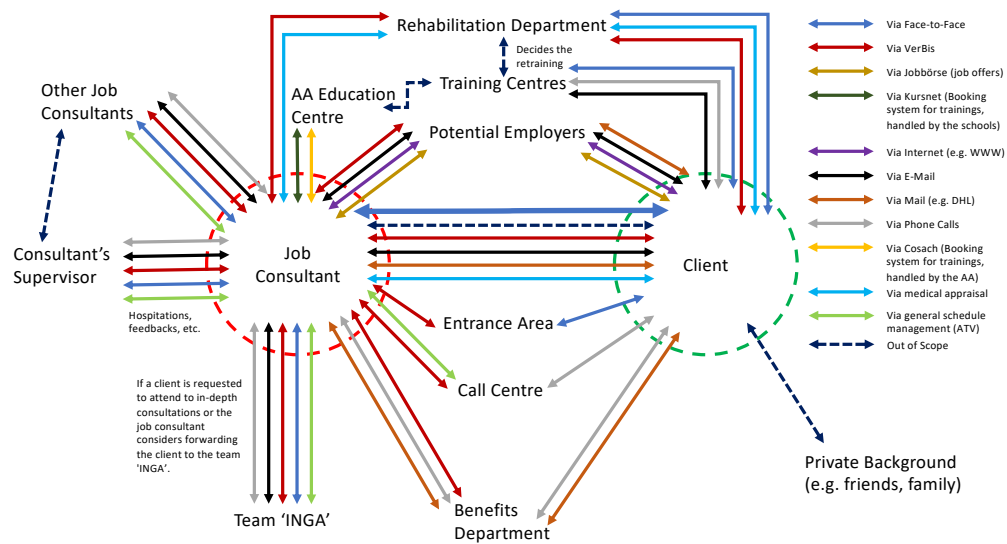 Rehabilitation Department
Decides the
retraining
Training Centres
AA Education
Centre
Other Job
Consultants
Potential Employers
Consultant's
Supervisor
Job
Consultant
Client
Hospitations,
feedbacks, etc.
Entrance Area
Call Centre
If a client is requested
to attend to in-depth
consultations or the
job consultant
considers forwarding
the client to the team
'INGA'.
Team 'INGA'
Benefits
Department
Private Background
(e.g. friends, family)
Via Face-to-Face
Via VerBis
Via Jobbörse (job offers)
Via Kursnet (Booking
system for trainings,
handled by the schools)
Via Internet (e.g. WWW)
Via E-Mail
Via Mail (e.g. DHL)
Via Phone Calls
Via Cosach (Booking
system for trainings,
handled by the AA)
Via medical appraisal
Via general schedule
management (ATV)
Out of Scope